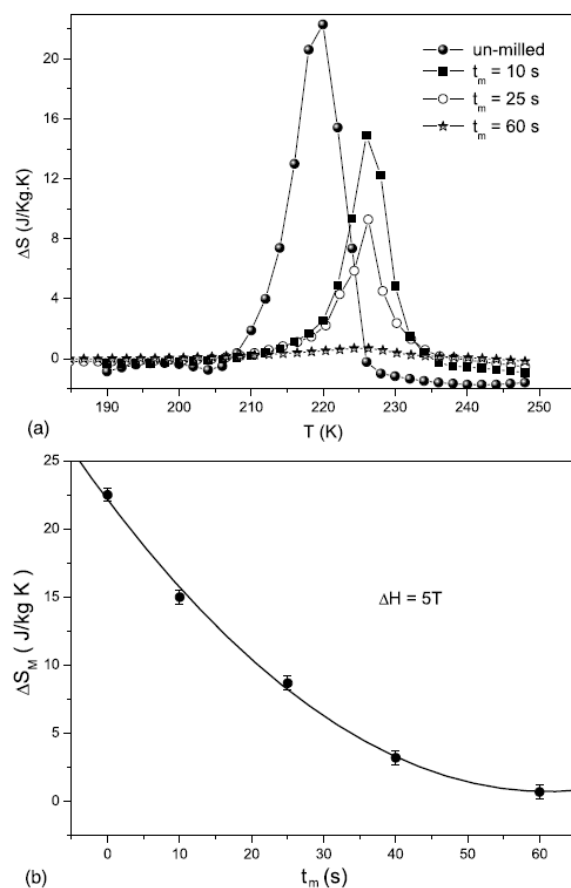 20
16
12
8
4
0
ΔS (J/Kg.K)
un-milled
t_m = 10 s
t_m = 25 s
t_m = 60 s
190 200 210 220 230 240 250
(a)
T (K)
25
20
15
10
5
0
ΔS_M ( J/kg K)
ΔH = 5T
0 10 20 30 40 50 60
(b)
t_m (s)